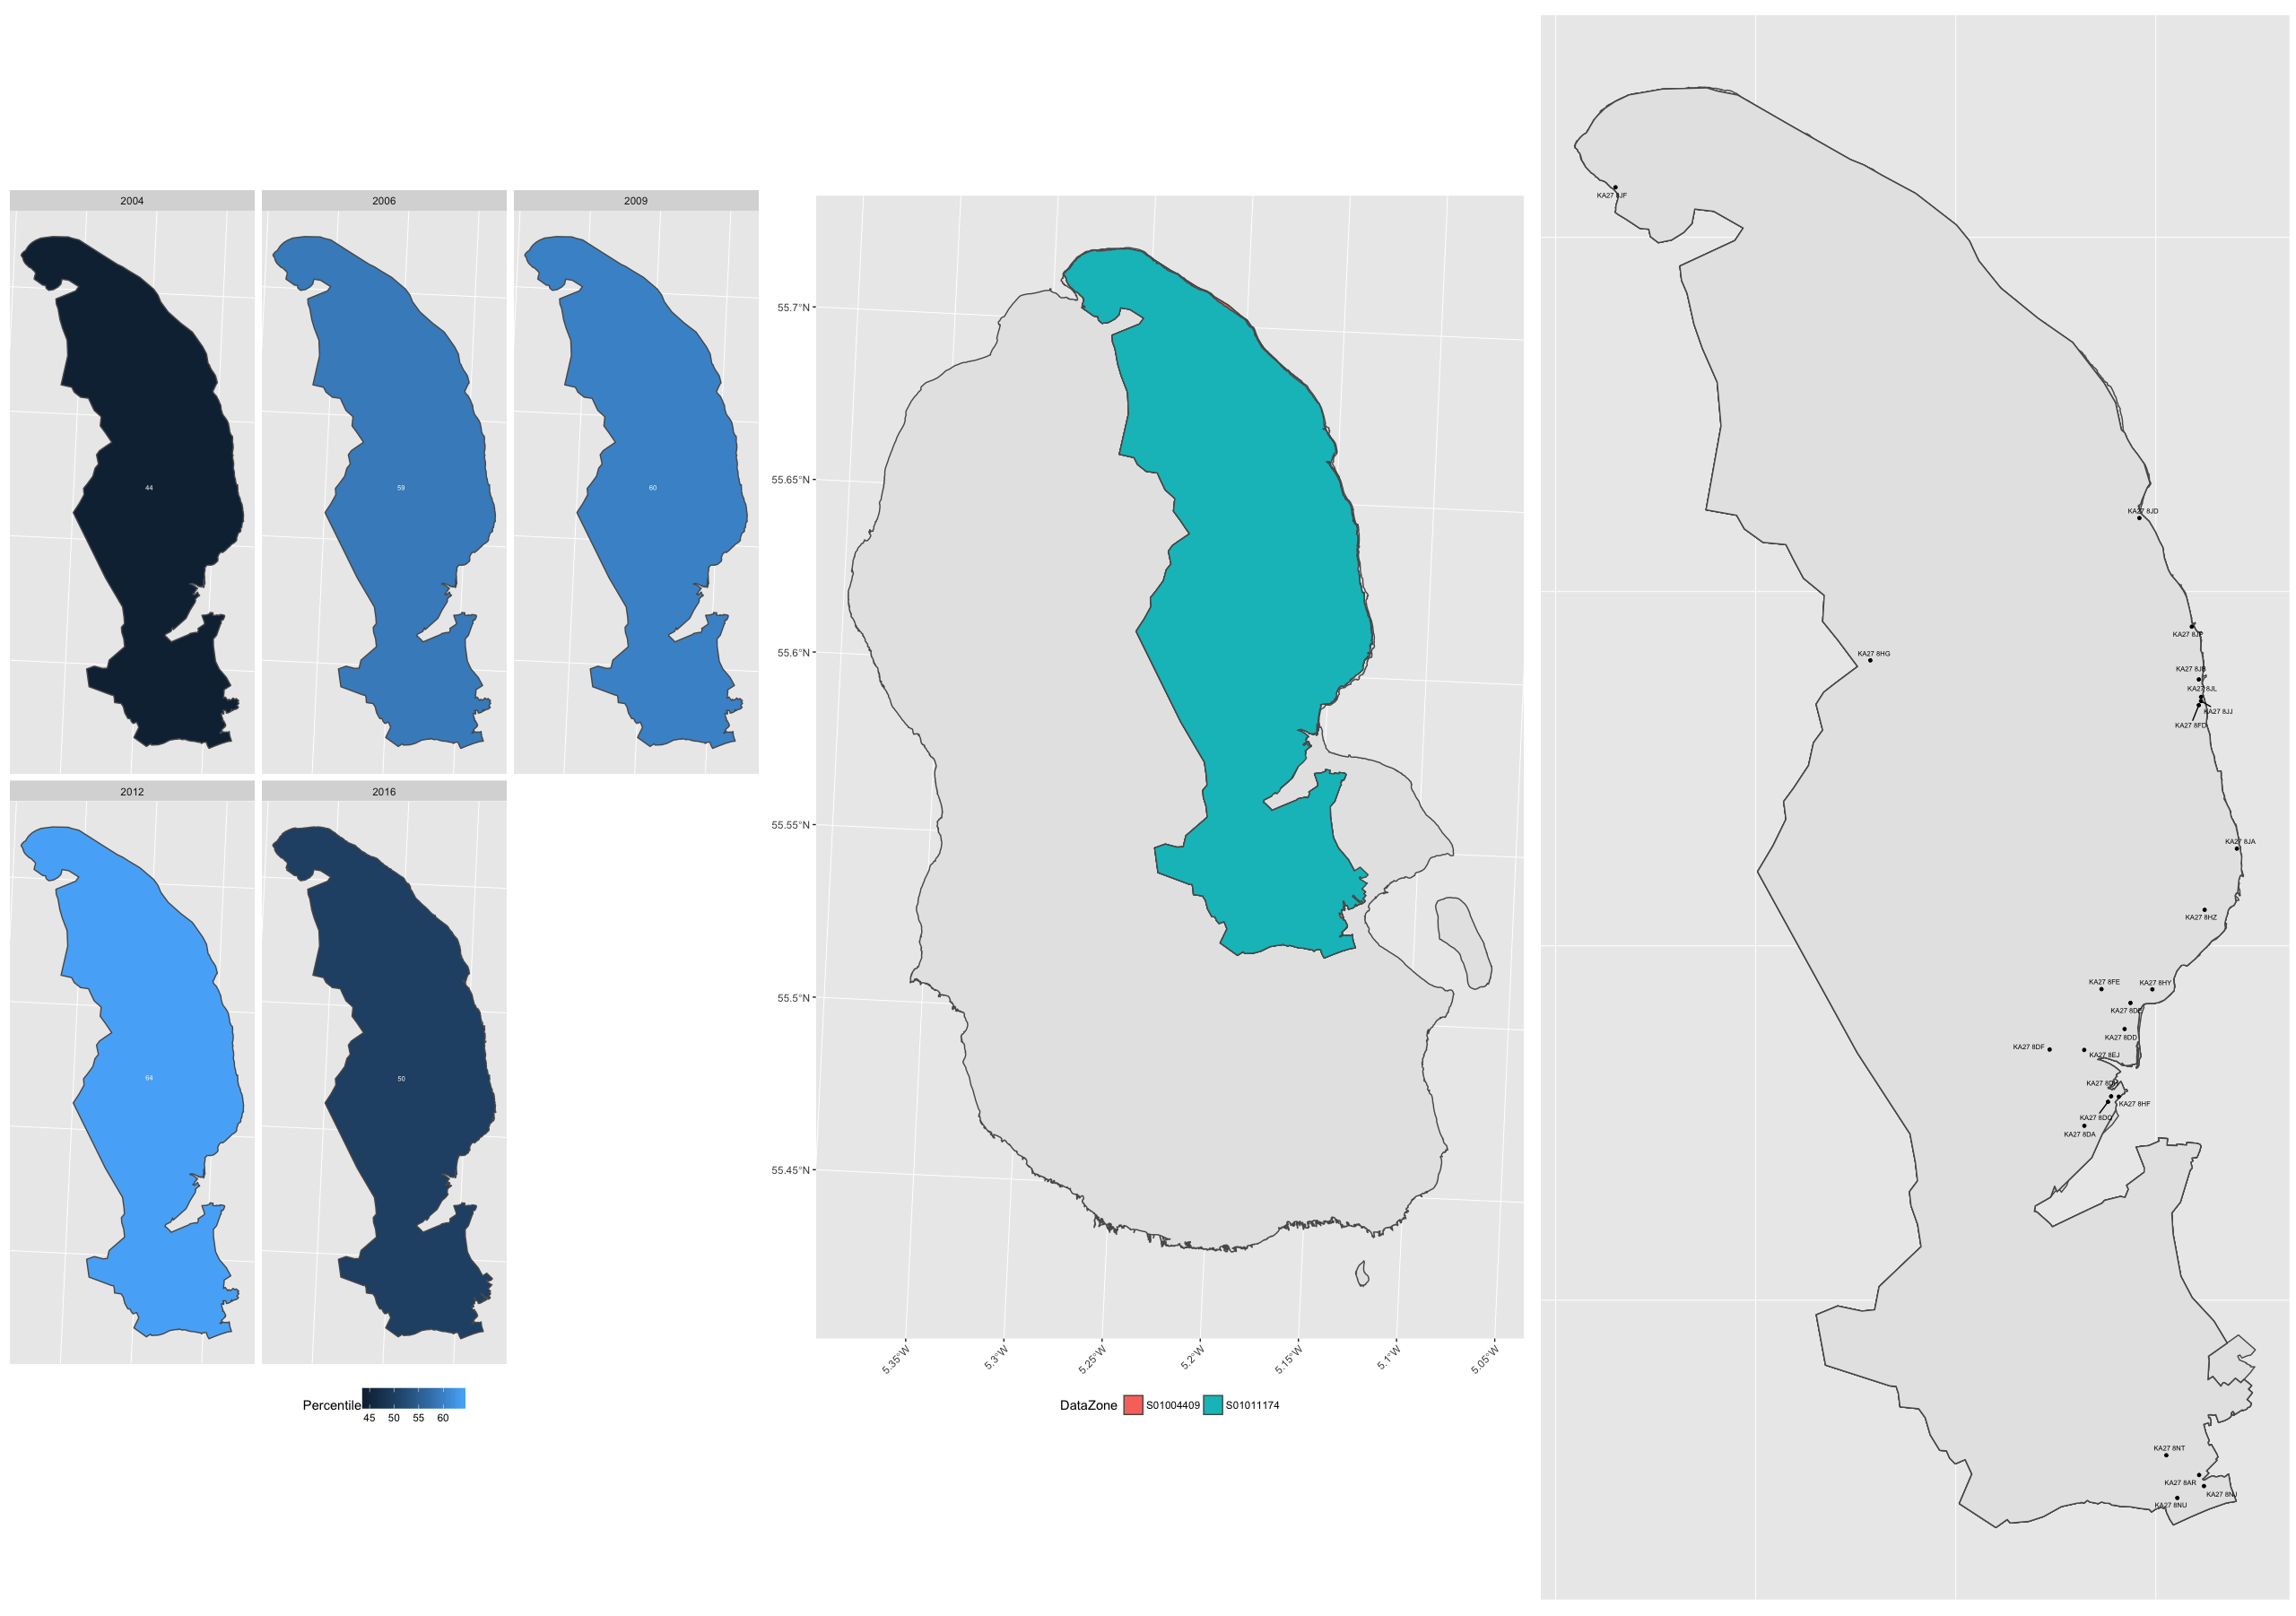 2004
2006
2009
44
59
60
2012
2016
64
50
Percentile
45 50 55 60
55.7°N
55.65°N
55.6°N
55.55°N
55.5°N
55.45°N
5.35°W
5.3°W
5.25°W
5.2°W
5.15°W
5.1°W
5.05°W
DataZone S01004409 S01011174
KA27 8JF
KA27 8JD
KA27 8JP
KA27 8HG
KA27 8JB
KA27 8JL
KA27 8JJ
KA27 8FD
KA27 8JA
KA27 8HZ
KA27 8FE
KA27 8HY
KA27 8DE
KA27 8DD
KA27 8DF
KA27 8EJ
KA27
KA27 8HF
KA27
KA27 8DA
KA27 8NT
KA27 8AR
KA27 8NJ
KA27 8NU